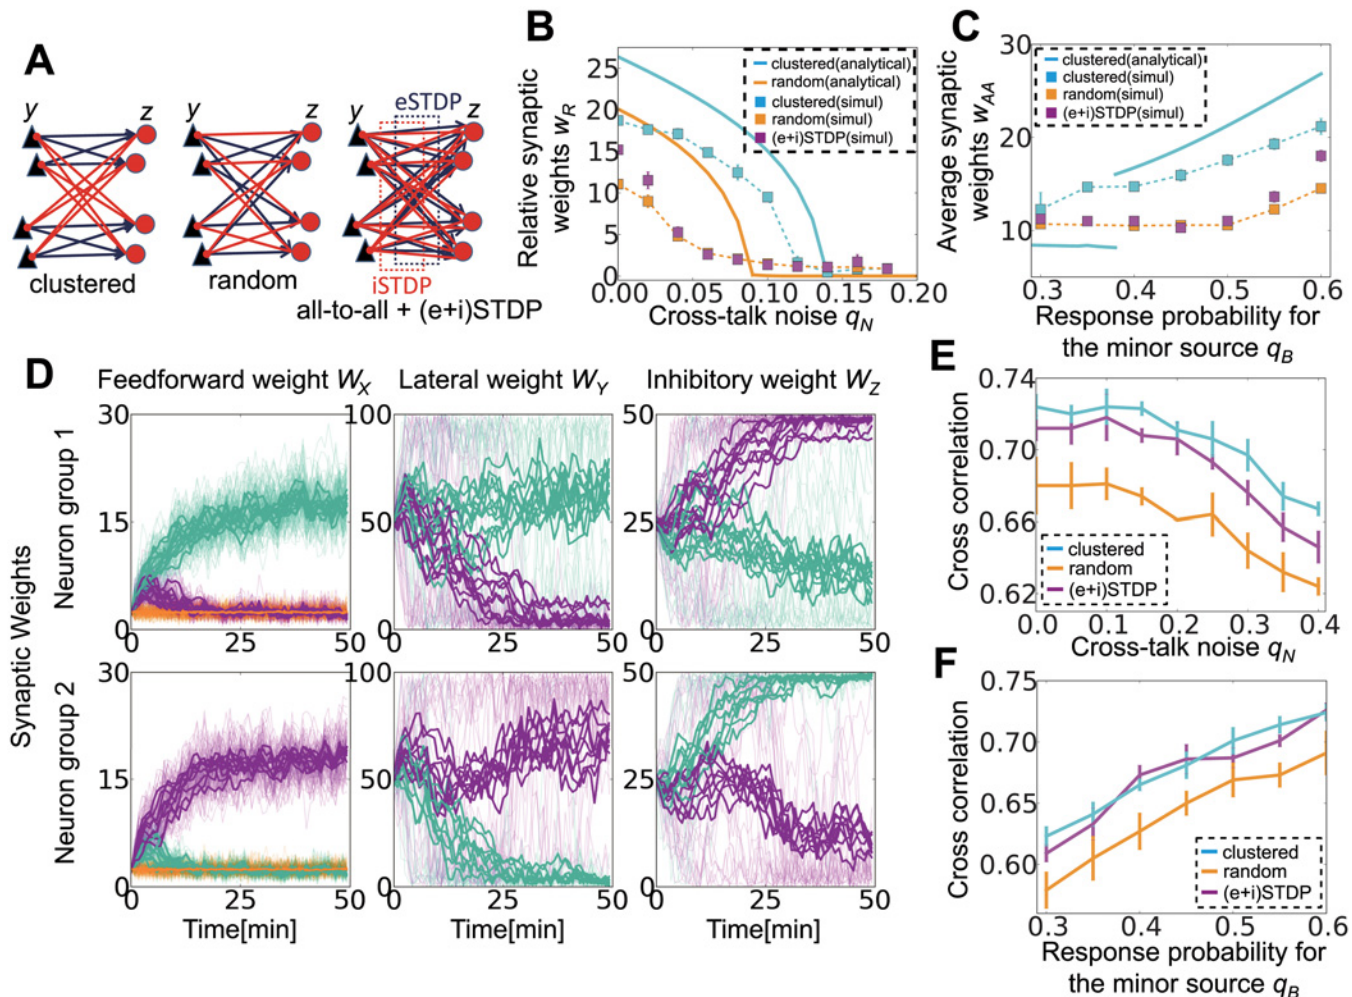 A
y
z
y
z
eSTDP
y
z
clustered
random
iSTDP
all-to-all + (e+i)STDP
B
Relative synaptic
weights wR
25
20
15
10
5
0
clustered(analytical)
random(analytical)
clustered(simul)
random(simul)
(e+i)STDP(simul)
0.00
0.05
0.10
0.15
0.20
Cross-talk noise qN
C
Average synaptic
weights wAA
30
20
10
clustered(analytical)
clustered(simul)
random(simul)
(e+i)STDP(simul)
0.3
0.4
0.5
0.6
Response probability for
the minor source qB
D
Feedforward weight WX
Lateral weight WY
Inhibitory weight WZ
Synaptic Weights
Neuron group 1
30
15
0
0
25
50
100
50
0
0
25
50
50
25
0
0
25
50
Neuron group 2
30
15
0
0
25
50
100
50
0
0
25
50
50
25
0
0
25
50
Time[min]
Time[min]
Time[min]
E
Cross correlation
0.74
0.70
0.66
0.62
clustered
random
(e+i)STDP
0.0
0.1
0.2
0.3
0.4
Cross-talk noise qN
F
Cross correlation
0.75
0.70
0.65
0.60
clustered
random
(e+i)STDP
0.3
0.4
0.5
0.6
Response probability for
the minor source qB